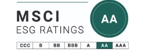 MSCI
ESG RATINGS
AA
CCC B BB BBB A AA AAA